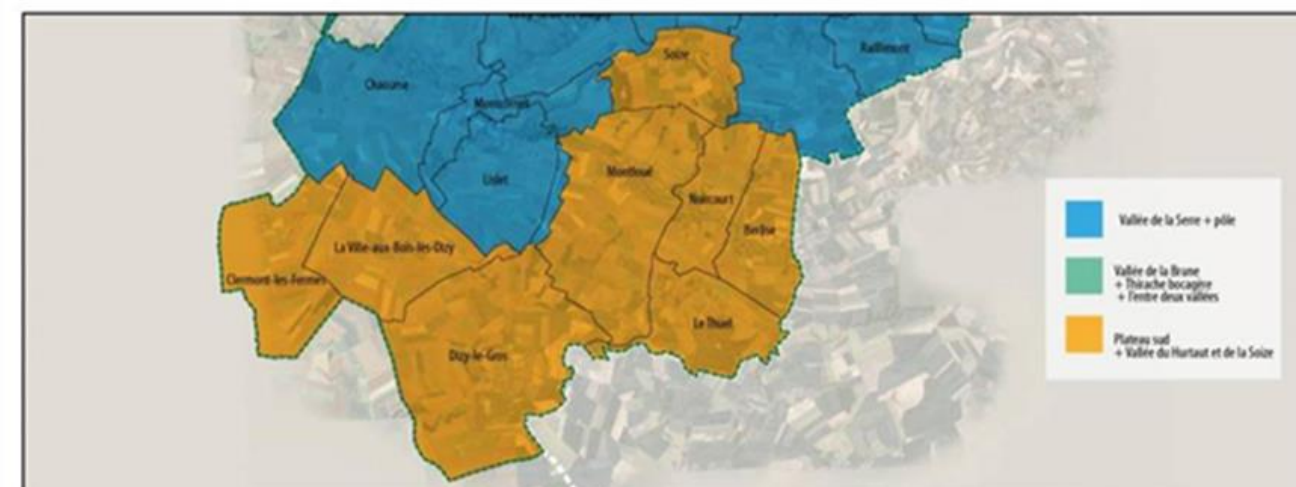 Soize
Raillimont
Chaourse
Montcornet
Lislet
Montloué
Noircourt
Berlise
La Ville-aux-Bois-lès-Dizy
Clermont-les-Fermes
Le Thuel
Dizy-le-Gros
Vallée de la Serre + pôle
Vallée de la Brune
+ Thirache bocagère
+ l'entre deux vallées
Plateau sud
+ Vallée du Hurtaut et de la Soize